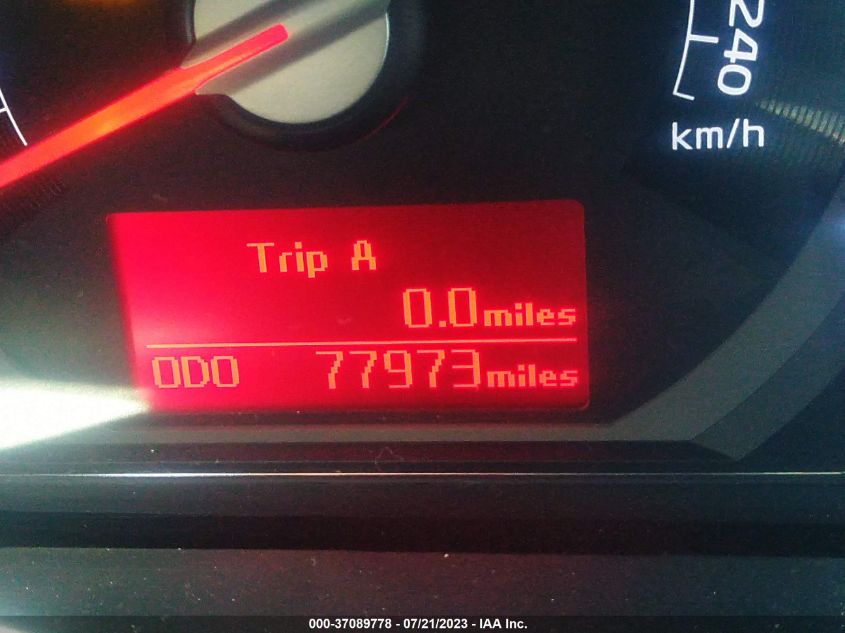 240
km/h
Trip A
0.0miles
ODO 77973miles
000-37089778 - 07/21/2023 - IAA Inc.